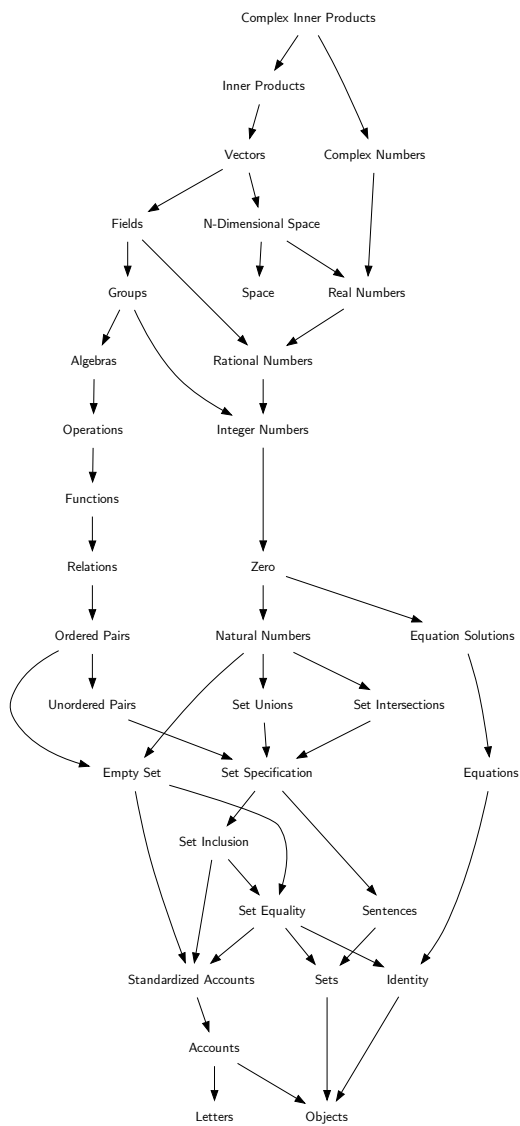 Complex Inner Products
Inner Products
Vectors
Complex Numbers
Fields
N-Dimensional Space
Groups
Space
Real Numbers
Algebras
Rational Numbers
Operations
Integer Numbers
Functions
Relations
Zero
Ordered Pairs
Natural Numbers
Equation Solutions
Unordered Pairs
Set Unions
Set Intersections
Empty Set
Set Specification
Equations
Set Inclusion
Set Equality
Sentences
Standardized Accounts
Sets
Identity
Accounts
Letters
Objects